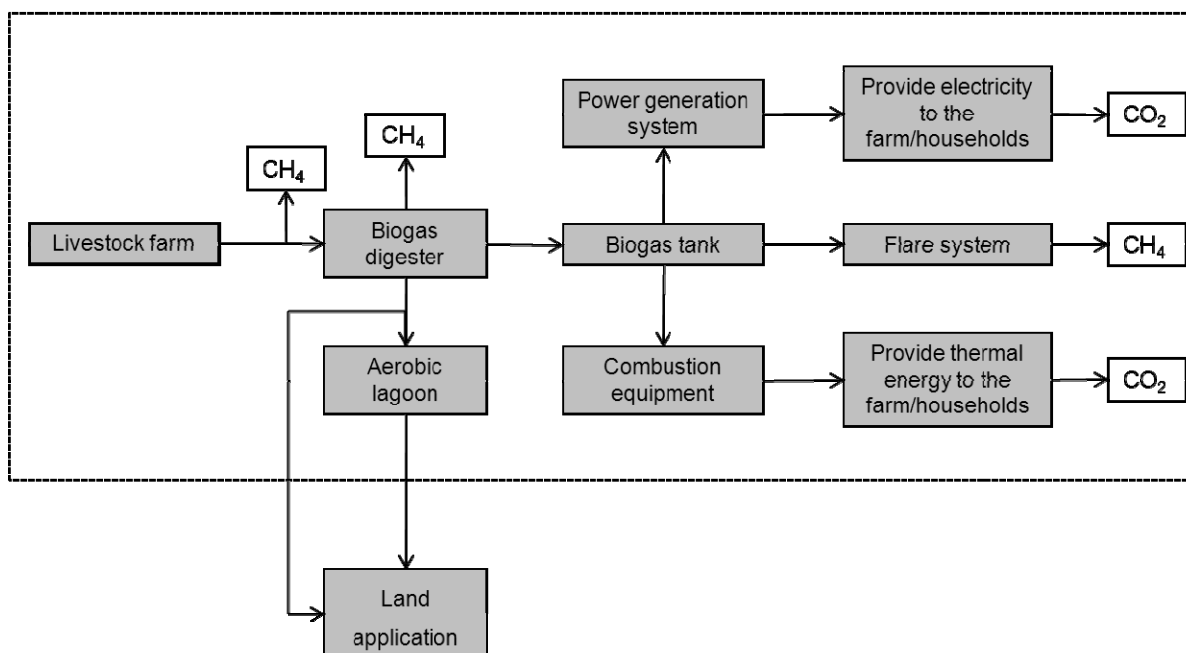 Power generation
system
Provide electricity
to the
farm/households
CO₂
CH₄
CH₄
Livestock farm
Biogas
digester
Biogas tank
Flare system
CH₄
Aerobic
lagoon
Combustion
equipment
Provide thermal
energy to the
farm/households
CO₂
Land
application